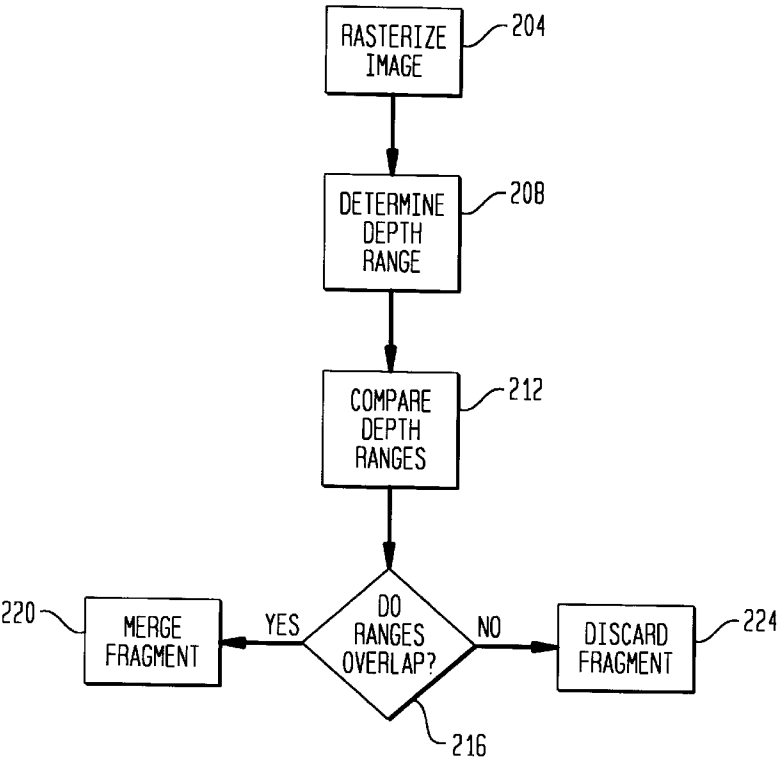 RASTERIZE
IMAGE
204
DETERMINE
DEPTH
RANGE
208
COMPARE
DEPTH
RANGES
212
DO
RANGES
OVERLAP?
216
YES
NO
220
MERGE
FRAGMENT
DISCARD
FRAGMENT
224